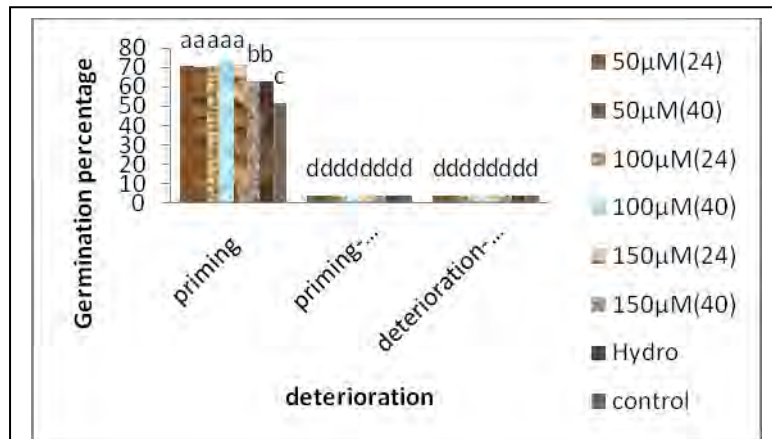 Germination percentage
80
70
60
50
40
30
20
10
0
aaaaa
bb
c
dddddddd
dddddddd
priming
priming-...
deterioration-...
deterioration
50µM(24)
50µM(40)
100µM(24)
100µM(40)
150µM(24)
150µM(40)
Hydro
control